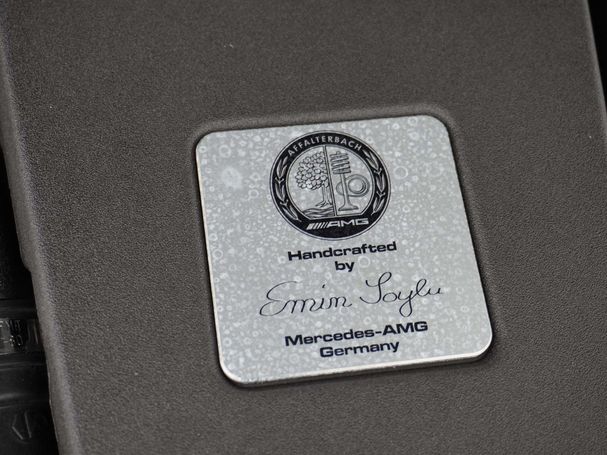 AFFALTERBACH
AMG
Handcrafted
by
Emin Soylu
Mercedes-AMG
Germany